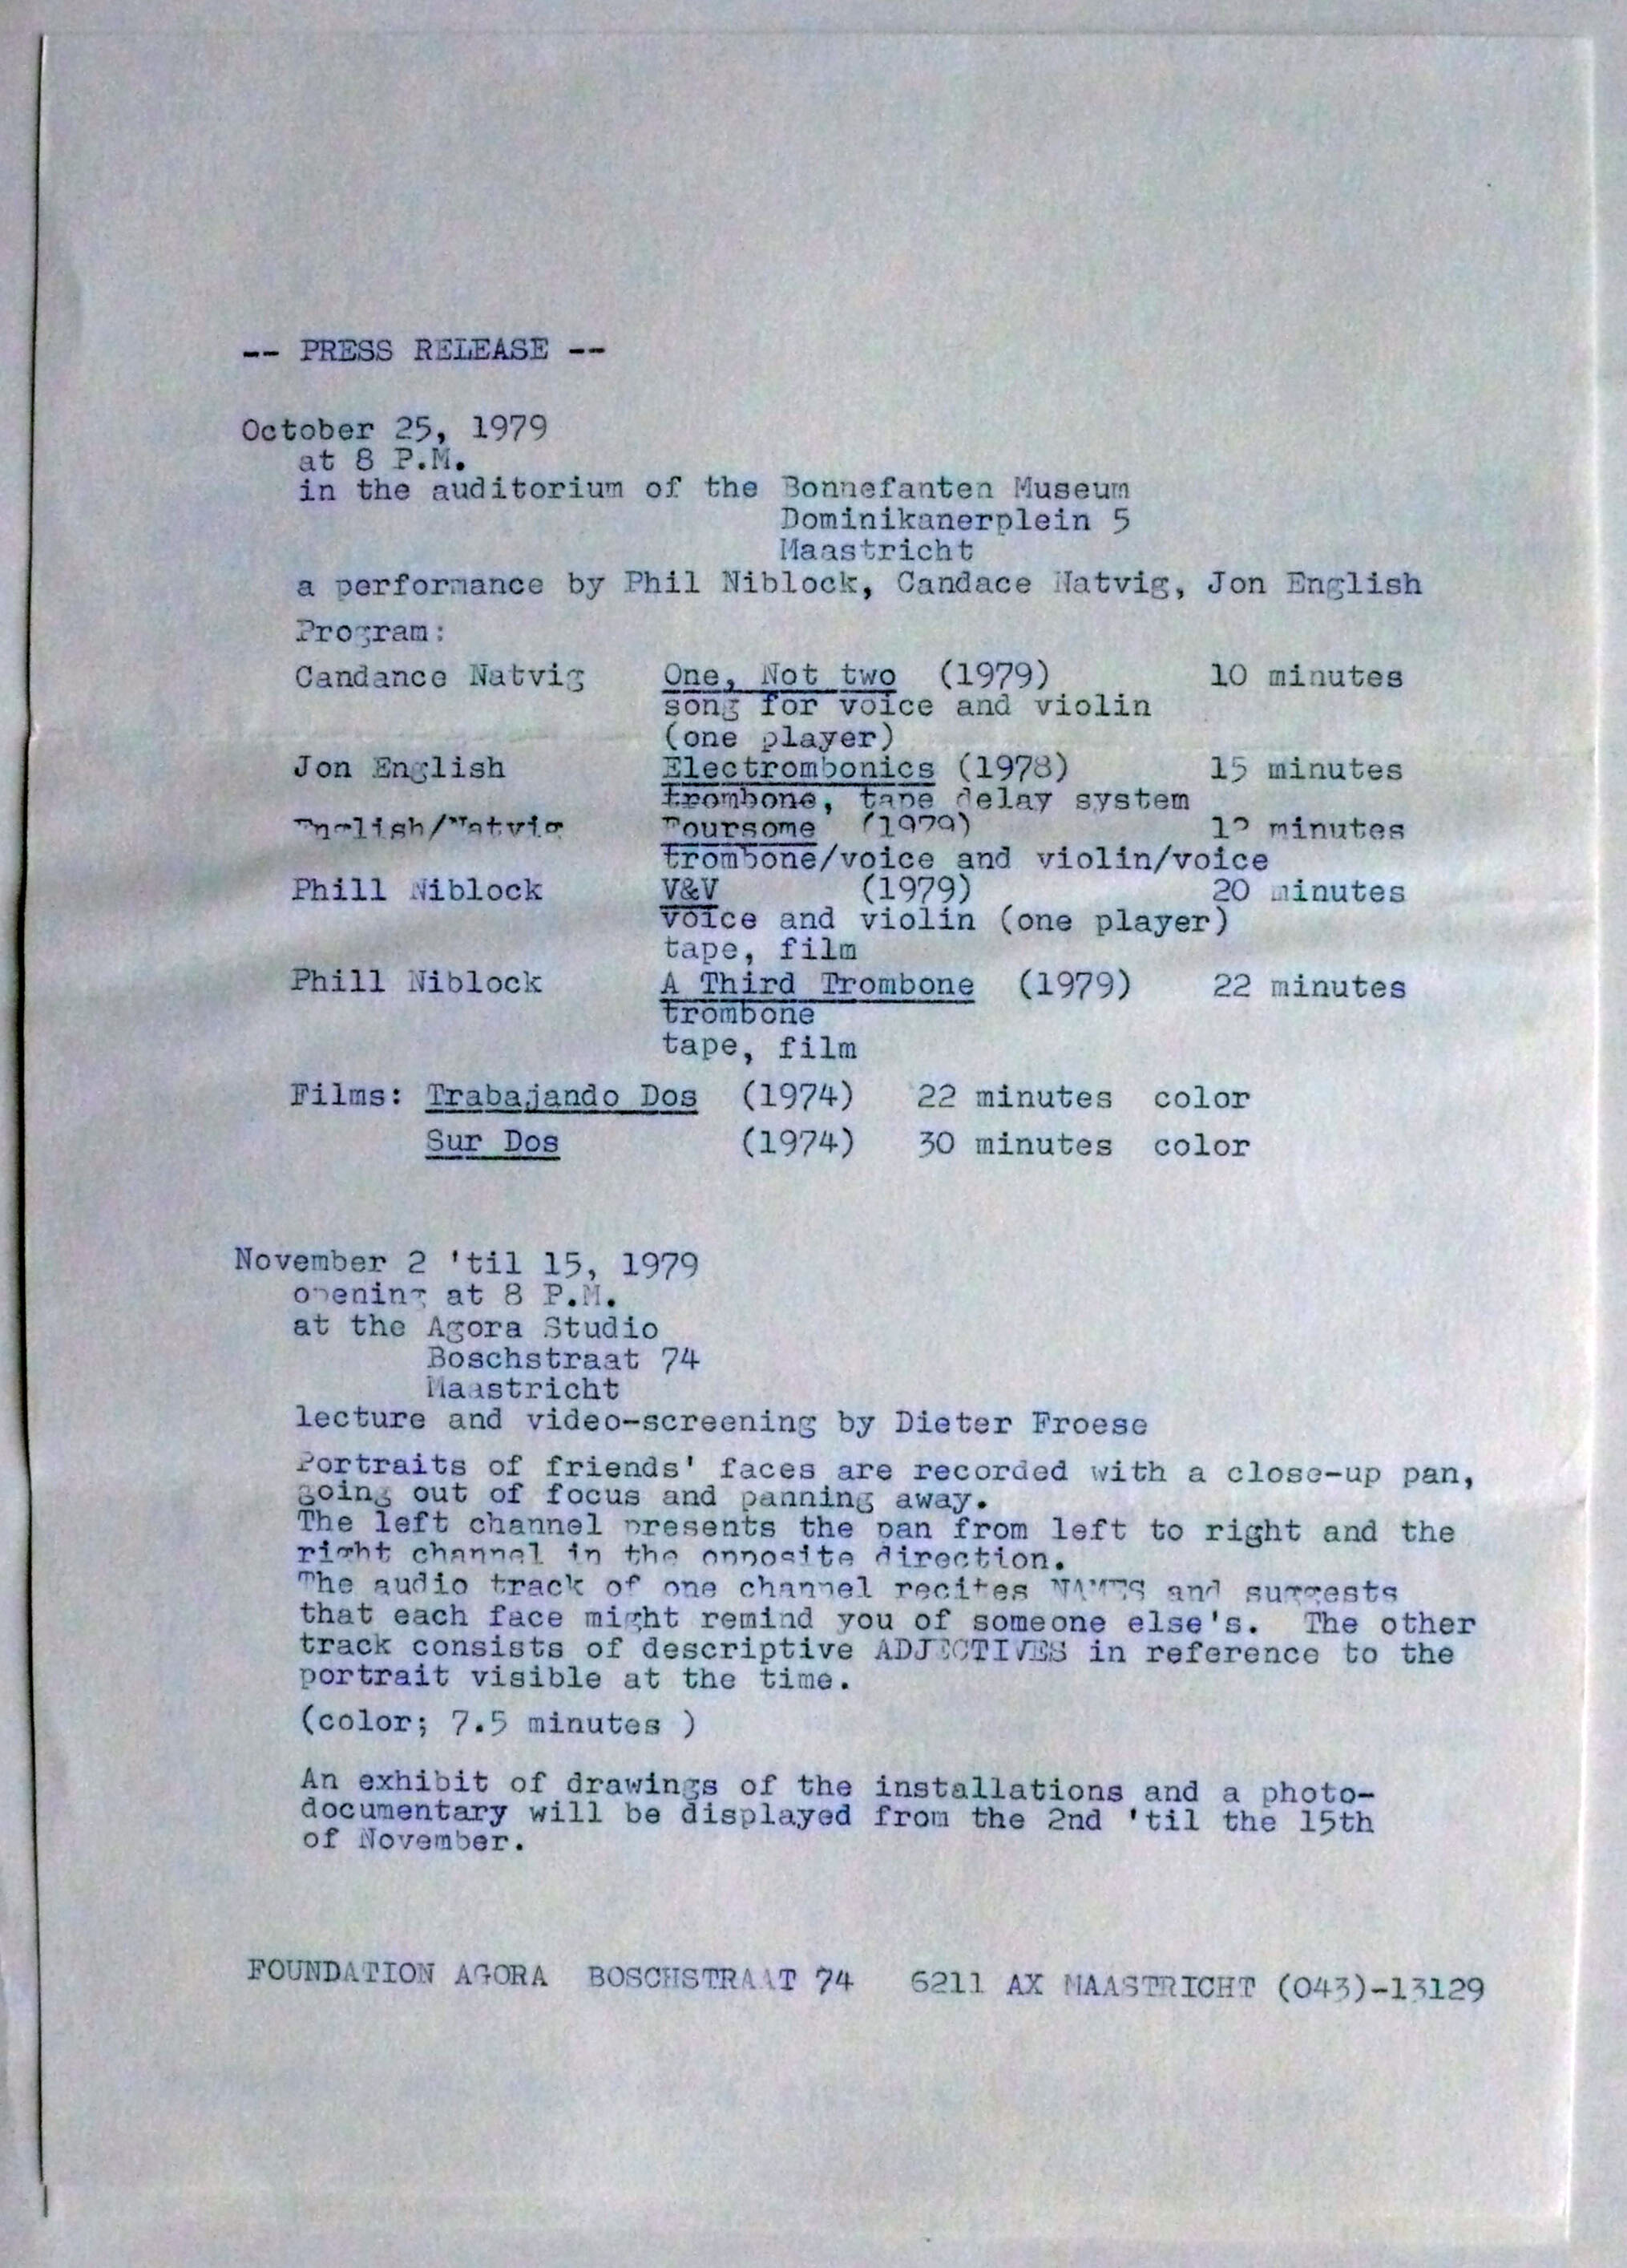 -- PRESS RELEASE --
October 25, 1979
at 8 P.M.
in the auditorium of the Bonnefanten Museum
Dominikanerplein 5
Maastricht
a performance by Phil Niblock, Candace Natvig, Jon English
Program:
Candance Natvig One, Not two (1979) 10 minutes
song for voice and violin
(one player)
Jon English Electrombonics (1978) 15 minutes
trombone, tape delay system
English/Natvig Foursome (1979) minutes
trombone/voice and violin/voice
Phill Niblock V&V (1979) 20 minutes
voice and violin (one player)
tape, film
Phill Niblock A Third Trombone (1979) 22 minutes
trombone
tape, film
Films: Trabajando Dos (1974) 22 minutes color
Sur Dos (1974) 30 minutes color
November 2 'til 15, 1979
opening at 8 P.M.
at the Agora Studio
Boschstraat 74
Maastricht
lecture and video-screening by Dieter Froese
Portraits of friends' faces are recorded with a close-up pan,
going out of focus and panning away.
The left channel presents the pan from left to right and the
right channel in the opposite direction.
The audio track of one channel recites NAMES and suggests
that each face might remind you of someone else's. The other
track consists of descriptive ADJECTIVES in reference to the
portrait visible at the time.
(color; 7.5 minutes )
An exhibit of drawings of the installations and a photo-
documentary will be displayed from the 2nd 'til the 15th
of November.
FOUNDATION AGORA BOSCHSTRAAT 74 6211 AX MAASTRICHT (043)-13129